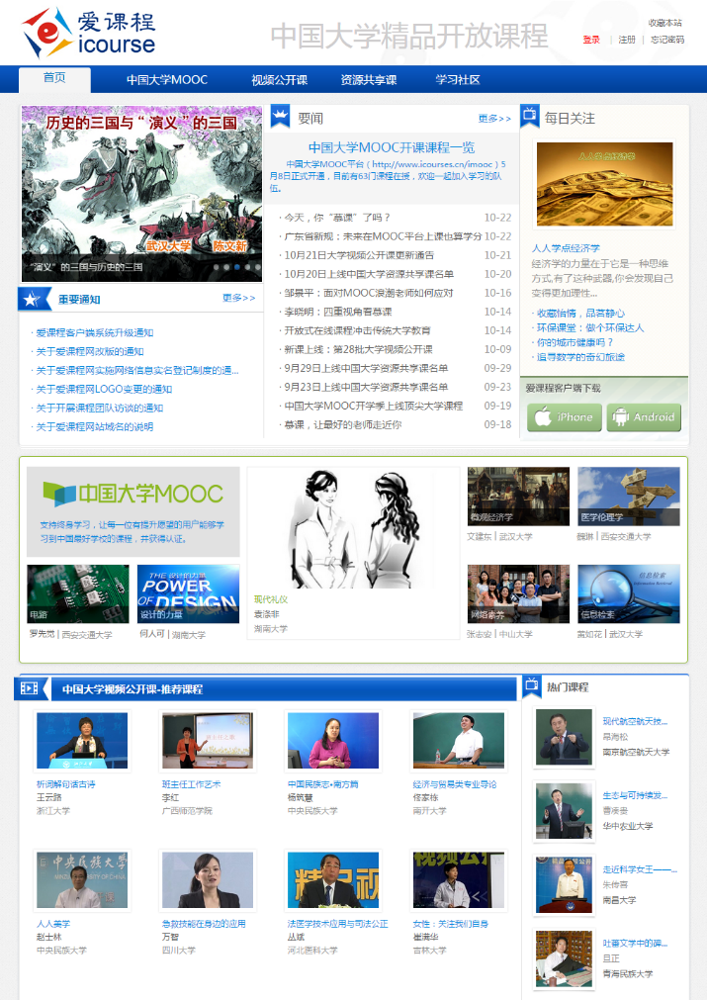 爱课程
icourse
中国大学精品开放课程
收藏本站
登录 | 注册 | 忘记密码
首页
中国大学MOOC
视频公开课
资源共享课
学习社区
历史的三国与"演义"的三国
武汉大学 陈文新
"演义"的三国与历史的三国
重要通知
更多>>
· 爱课程客户端系统升级通知
· 关于爱课程网改版的通知
· 关于爱课程网实施网络信息实名登记制度的通...
· 关于爱课程网LOGO变更的通知
· 关于开展课程团队访谈的通知
· 关于爱课程网站域名的说明
要闻
更多>>
中国大学MOOC开课课程一览
中国大学MOOC平台（http://www.icourses.cn/imooc）5
月8日正式开通，目前有63门课程在授，欢迎一起加入学习的队
伍。
· 今天，你"慕课"了吗？ 10-22
· 广东省新规：未来在MOOC平台上课也算学分 10-22
· 10月21日大学视频公开课更新通告 10-21
· 10月20日上线中国大学资源共享课名单 10-20
· 邹景平：面对MOOC浪潮老师如何应对 10-16
· 李晓明：四重视角看慕课 10-14
· 开放式在线课程冲击传统大学教育 10-14
· 新课上线：第28批大学视频公开课 10-09
· 9月29日上线中国大学资源共享课名单 09-29
· 9月23日上线中国大学资源共享课名单 09-23
· 中国大学MOOC开学季上线顶尖大学课程 09-19
· 慕课，让最好的老师走近你 09-18
每日关注
人人学点经济学
人人学点经济学
经济学的力量在于它是一种思维
方式,有了这种武器,你会发现自己
变得更加理性...
· 收藏怡情，品茗静心
· 环保课堂：做个环保达人
· 你的城市健康吗？
· 追寻数学的奇幻旅途
爱课程客户端下载
iPhone
Android
中国大学MOOC
支持终身学习，让每一位有提升愿望的用户能够学
习到中国最好学校的课程，并获得认证。
电路
罗先觉 | 西安交通大学
THE 设计的力量
POWER
OF DESIGN
设计的力量
何人可 | 湖南大学
现代礼仪
袁涤非
湖南大学
微观经济学
文建东 | 武汉大学
医学伦理学
魏琳 | 西安交通大学
网络素养
张志安 | 中山大学
信息检索
信息检索
黄如花 | 武汉大学
中国大学视频公开课-推荐课程
析词解句话古诗
王云路
浙江大学
班主任工作艺术
李红
广西师范学院
中国民族志•南方篇
杨筑慧
中央民族大学
经济与贸易类专业导论
佟家栋
南开大学
中央民族大学
人人美学
赵士林
中央民族大学
急救技能在身边的应用
万智
四川大学
精品视
法医学技术应用与司法公正
丛斌
河北医科大学
视频公
女性：关注我们自身
崔满华
吉林大学
热门课程
现代航空航天技...
昂海松
南京航空航天大学
生态与可持续发...
曹凑贵
华中农业大学
走近科学女王——...
朱传喜
南昌大学
吐蕃文学中的碑...
旦正
青海民族大学